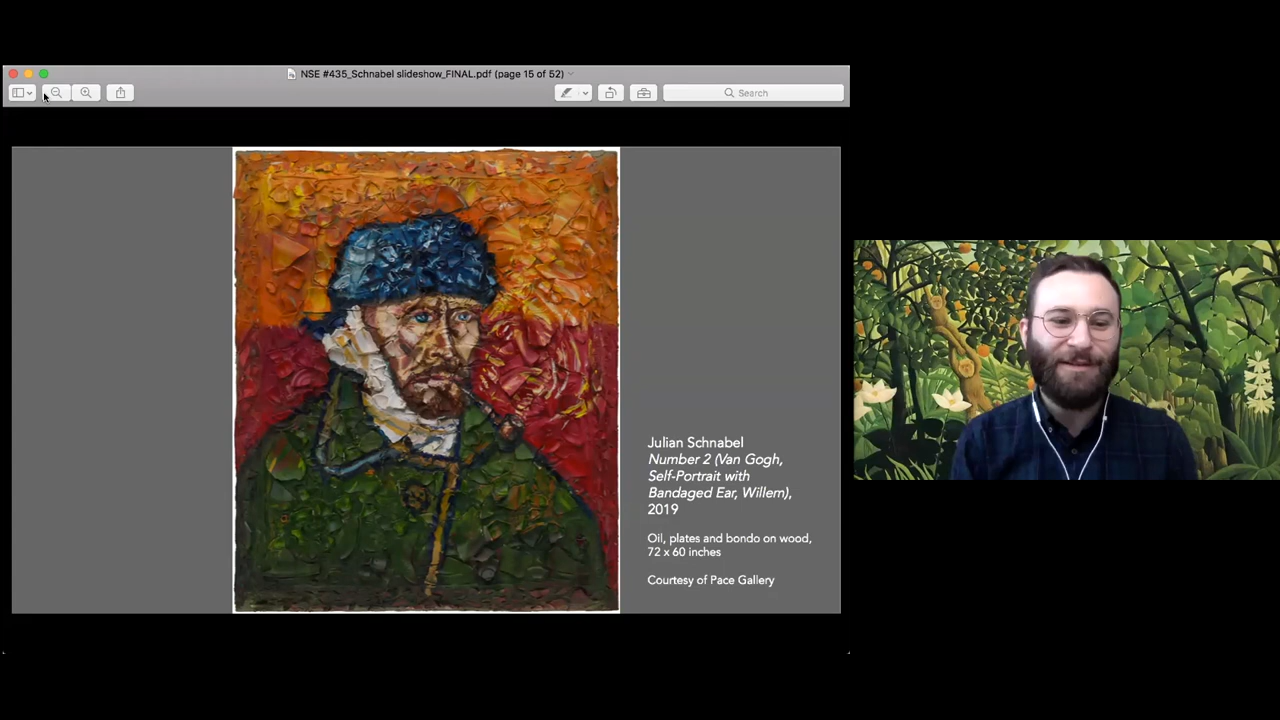 NSE #435_Schnabel slideshow_FINAL.pdf (page 15 of 52)
Search
Julian Schnabel
Number 2 (Van Gogh,
Self-Portrait with
Bandaged Ear, Willem),
2019
Oil, plates and bondo on wood,
72 x 60 inches
Courtesy of Pace Gallery